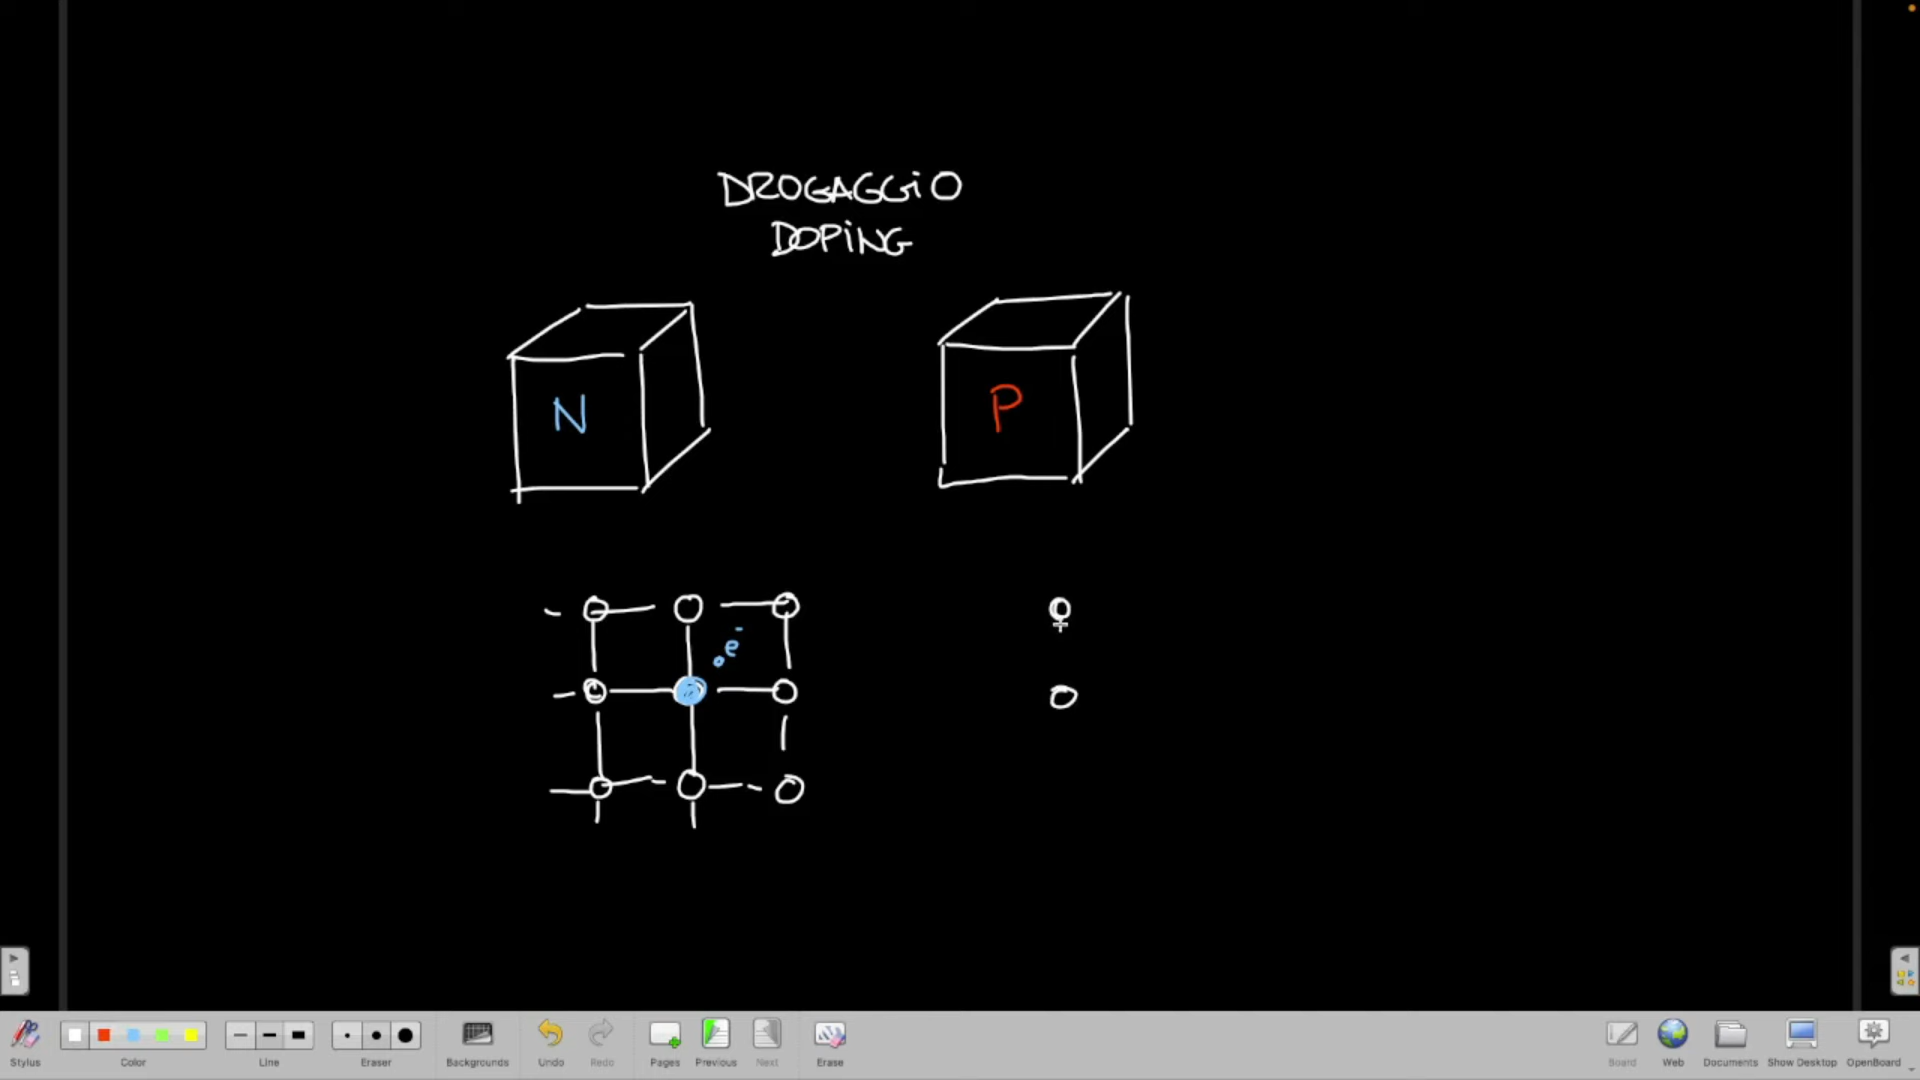 DROGAGGiO
DOPiNG
N
P
e-
Stylus
Color
Line
Eraser
Backgrounds
Undo
Redo
Pages
Previous
Next
Erase
Board
Web
Documents
Show Desktop
OpenBoard